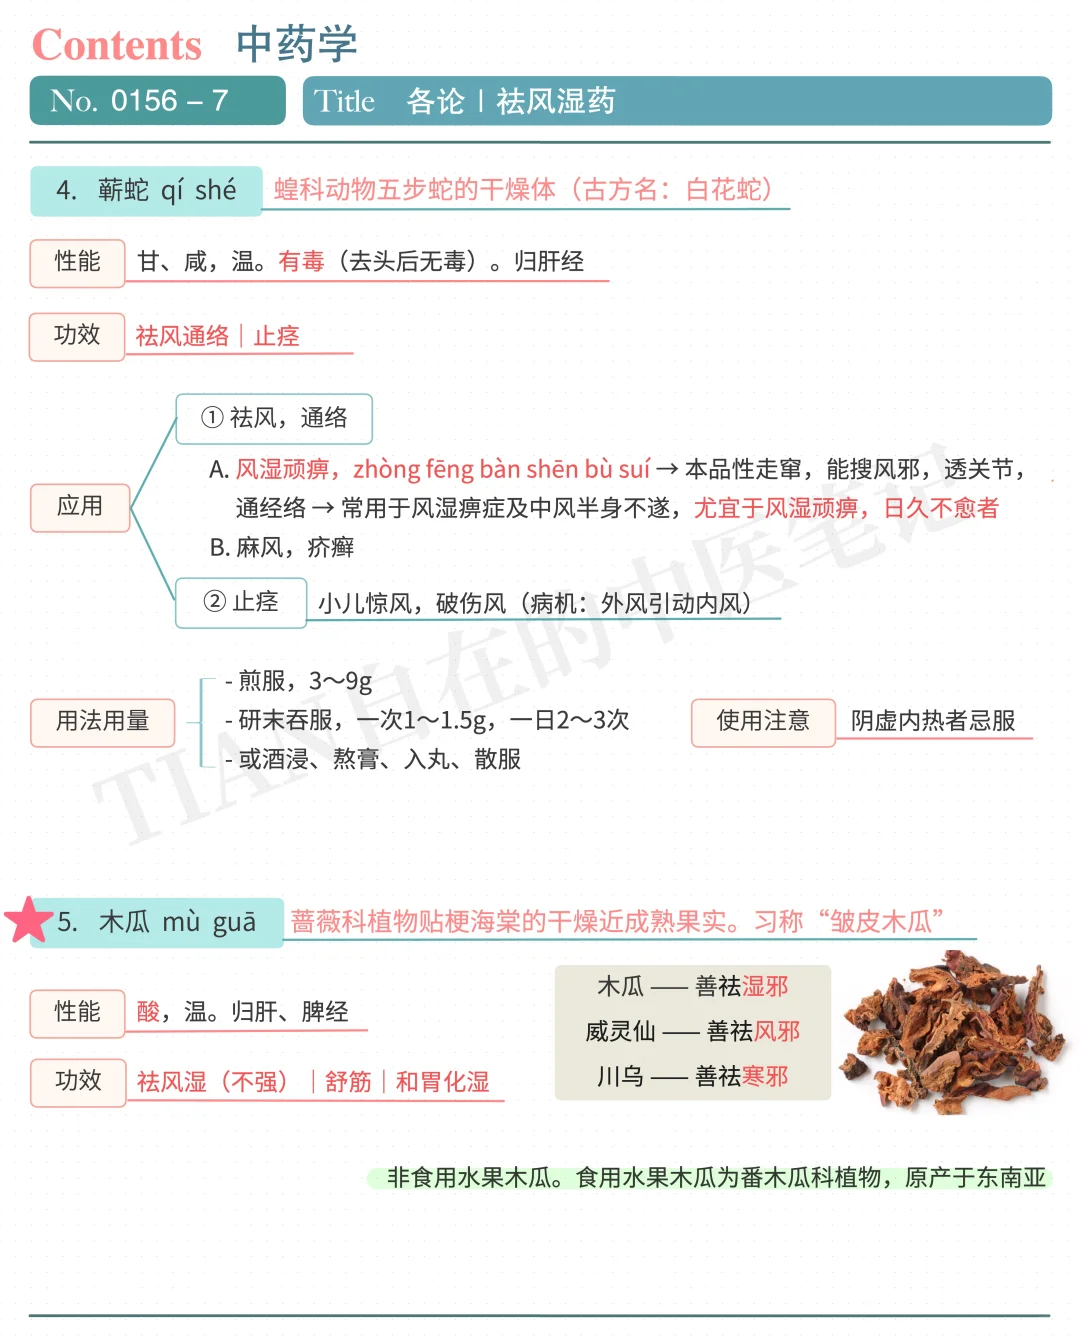 Contents 中药学
No. 0156 – 7
Title 各论 | 祛风湿药
4. 蕲蛇 qí shé
蝰科动物五步蛇的干燥体（古方名：白花蛇）
性能 甘、咸，温。有毒（去头后无毒）。归肝经
功效 祛风通络｜止痉
① 祛风，通络
A. 风湿顽痹，zhòng fēng bàn shēn bù suí → 本品性走窜，能搜风邪，透关节，
应用
通经络 → 常用于风湿痹症及中风半身不遂，尤宜于风湿顽痹，日久不愈者
B. 麻风，疥癣
② 止痉 小儿惊风，破伤风（病机：外风引动内风）
- 煎服，3～9g
用法用量
- 研末吞服，一次1～1.5g，一日2～3次
- 或酒浸、熬膏、入丸、散服
使用注意 阴虚内热者忌服
5. 木瓜 mù guā
蔷薇科植物贴梗海棠的干燥近成熟果实。习称“皱皮木瓜”
性能 酸，温。归肝、脾经
功效 祛风湿（不强）｜舒筋｜和胃化湿
木瓜 —— 善祛湿邪
威灵仙 —— 善祛风邪
川乌 —— 善祛寒邪
非食用水果木瓜。食用水果木瓜为番木瓜科植物，原产于东南亚
TIAN自在的中医笔记